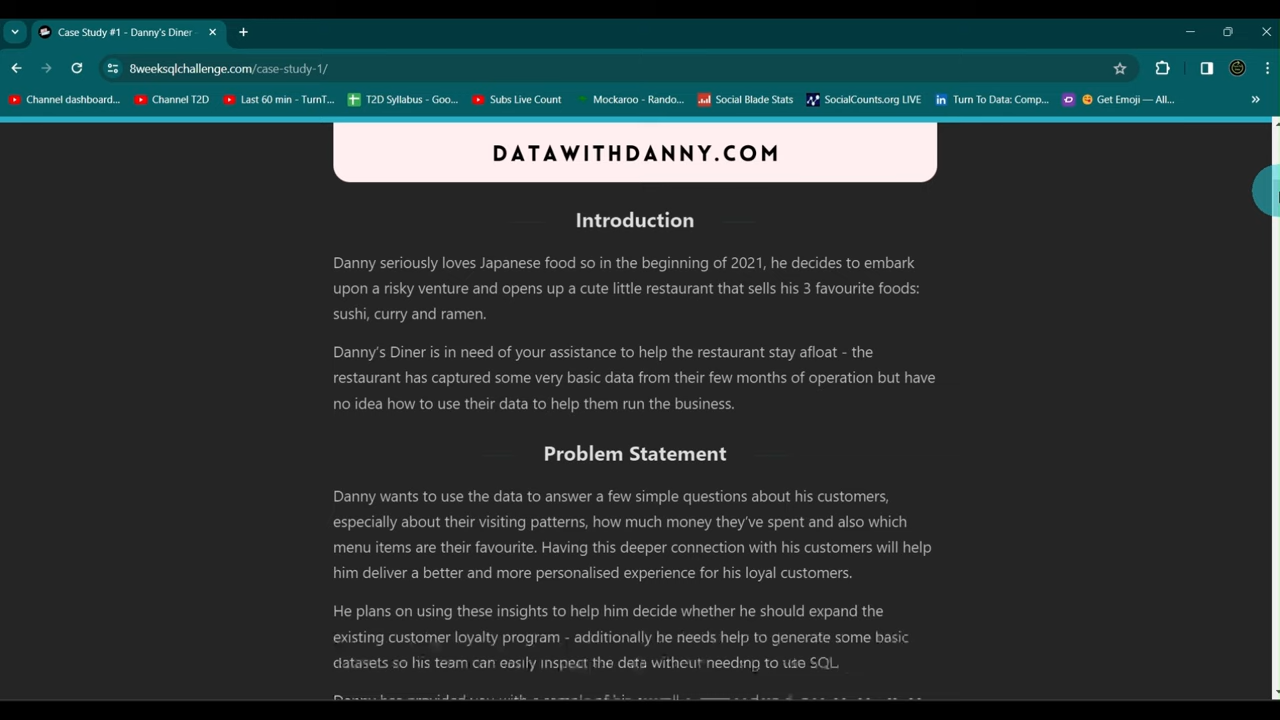 Case Study #1 - Danny's Diner
8weeksqlchallenge.com/case-study-1/
Channel dashboard... Channel T2D Last 60 min - TurnT... T2D Syllabus - Goo... Subs Live Count Mockaroo - Rando... Social Blade Stats SocialCounts.org LIVE Turn To Data: Comp... Get Emoji — All...
DATAWITHDANNY.COM
Introduction
Danny seriously loves Japanese food so in the beginning of 2021, he decides to embark
upon a risky venture and opens up a cute little restaurant that sells his 3 favourite foods:
sushi, curry and ramen.
Danny's Diner is in need of your assistance to help the restaurant stay afloat - the
restaurant has captured some very basic data from their few months of operation but have
no idea how to use their data to help them run the business.
Problem Statement
Danny wants to use the data to answer a few simple questions about his customers,
especially about their visiting patterns, how much money they've spent and also which
menu items are their favourite. Having this deeper connection with his customers will help
him deliver a better and more personalised experience for his loyal customers.
He plans on using these insights to help him decide whether he should expand the
existing customer loyalty program - additionally he needs help to generate some basic
datasets so his team can easily inspect the data without needing to use SQL.
Danny has provided you with a sample of his